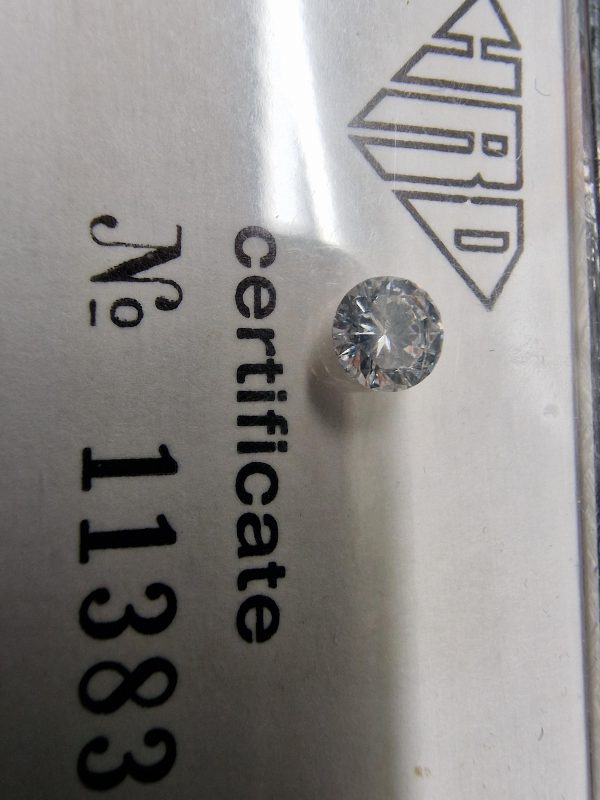 HRD
certificate
№ 11383